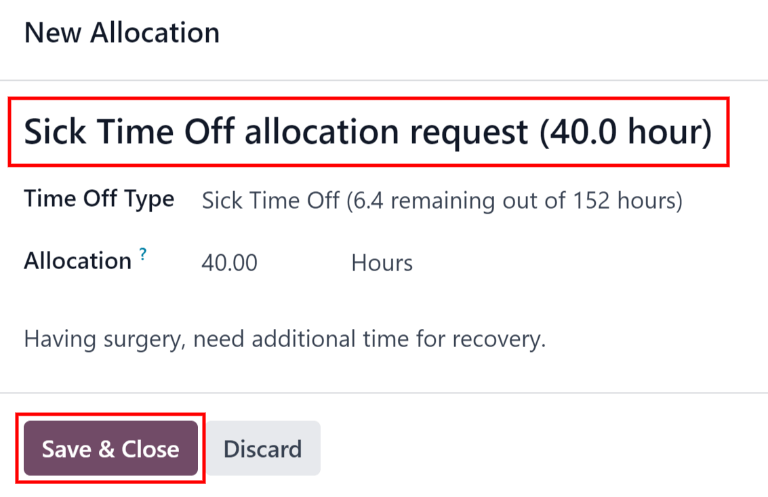 New Allocation
Sick Time Off allocation request (40.0 hour)
Time Off Type Sick Time Off (6.4 remaining out of 152 hours)
Allocation ? 40.00 Hours
Having surgery, need additional time for recovery.
Save & Close Discard